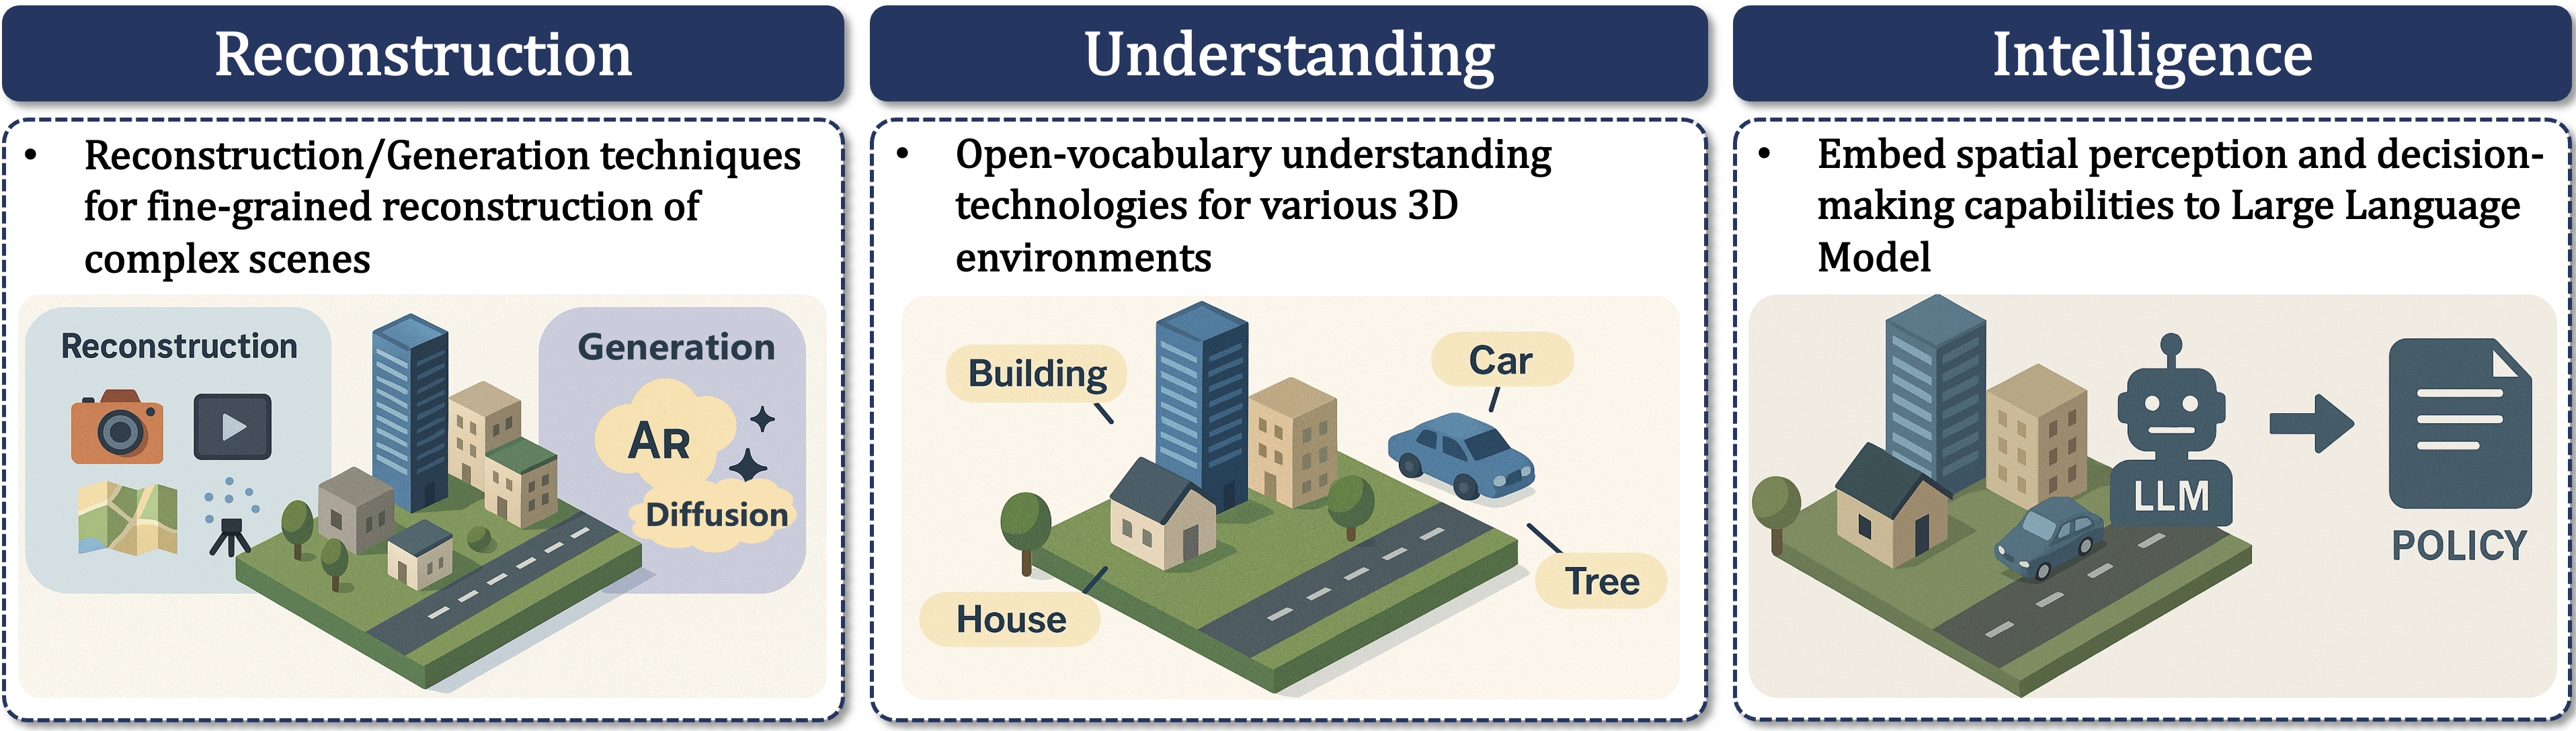 Reconstruction
• Reconstruction/Generation techniques
for fine-grained reconstruction of
complex scenes
Reconstruction
Generation
AR
Diffusion
Understanding
• Open-vocabulary understanding
technologies for various 3D
environments
Building
Car
House
Tree
Intelligence
• Embed spatial perception and decision-
making capabilities to Large Language
Model
LLM
POLICY